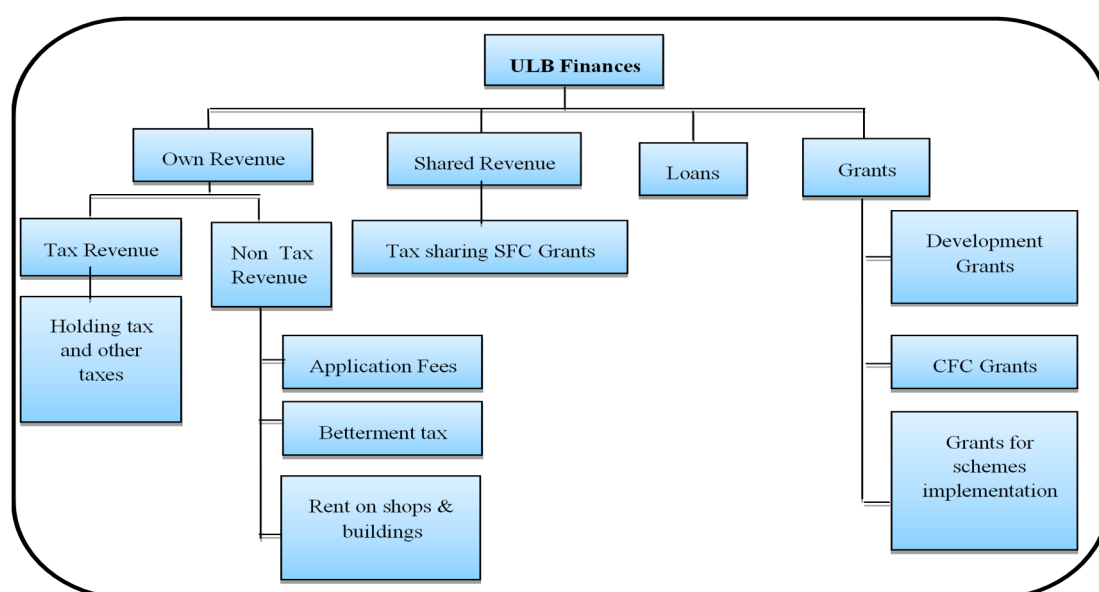 ULB Finances
Own Revenue
Shared Revenue
Loans
Grants
Tax Revenue
Non Tax
Revenue
Tax sharing SFC Grants
Development
Grants
Holding tax
and other
taxes
Application Fees
CFC Grants
Betterment tax
Grants for
schemes
implementation
Rent on shops &
buildings